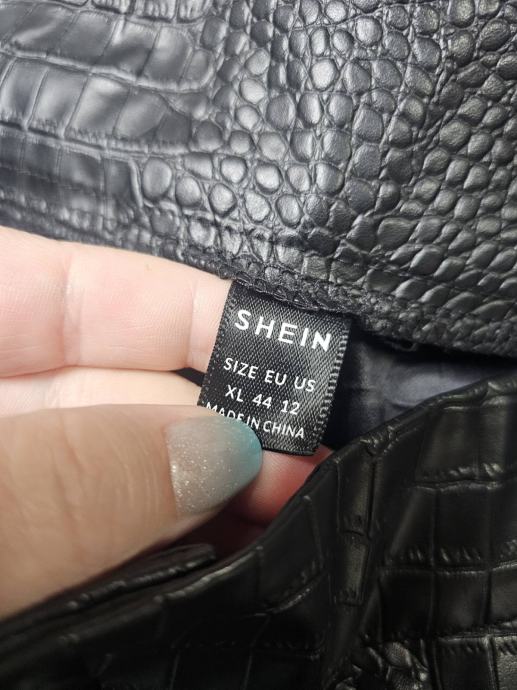 SHEIN
SIZE EU US
XL 44 12
MADE IN CHINA